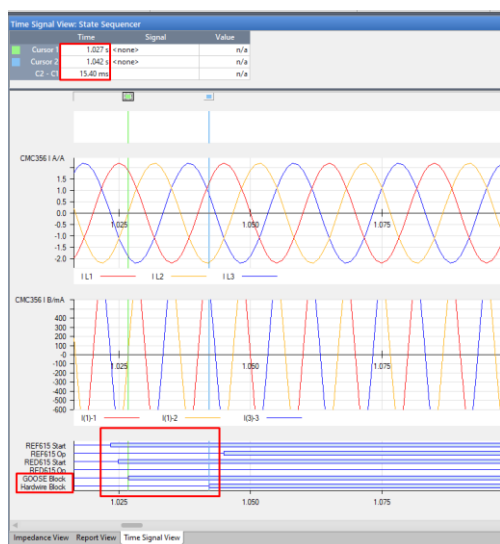 Time Signal View: State Sequencer
Time Signal Value
Cursor 1 1.027 s <none> n/a
Cursor 2 1.042 s <none> n/a
C2 - C1 15.40 ms n/a
CMC356 I A/A
1.5
1.0
0.5
0.0
-0.5
-1.0
-1.5
-2.0
1.025 1.050 1.075
I L1 I L2 I L3
CMC356 I B/mA
400
300
200
100
-0
-100
-200
-300
-400
-500
-600
1.025 1.050 1.075
I(1)-1 I(1)-2 I(3)-3
REF615 Start
REF615 Op
RED615 Start
RED615 Op
GOOSE Block
Hardwire Block
1.025 1.050 1.075
Impedance View Report View Time Signal View